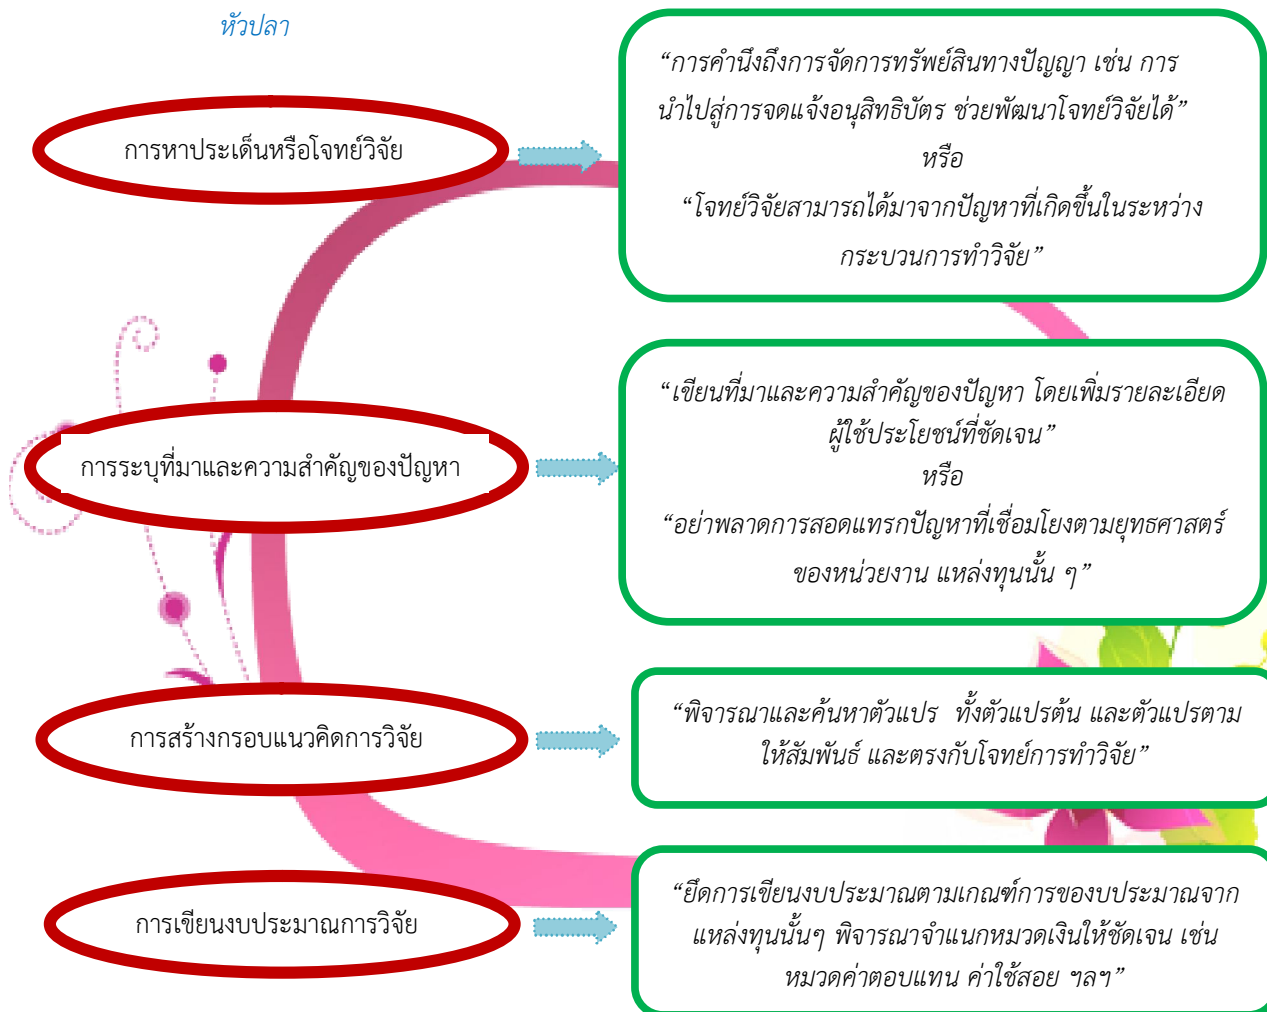 หัวปลา
การหาประเด็นหรือโจทย์วิจัย
“การคำนึงถึงการจัดการทรัพย์สินทางปัญญา เช่น การ
นำไปสู่การจดแจ้งอนุสิทธิบัตร ช่วยพัฒนาโจทย์วิจัยได้”
หรือ
“โจทย์วิจัยสามารถได้มาจากปัญหาที่เกิดขึ้นในระหว่าง
กระบวนการทำวิจัย”
การระบุที่มาและความสำคัญของปัญหา
“เขียนที่มาและความสำคัญของปัญหา โดยเพิ่มรายละเอียด
ผู้ใช้ประโยชน์ที่ชัดเจน”
หรือ
“อย่าพลาดการสอดแทรกปัญหาที่เชื่อมโยงตามยุทธศาสตร์
ของหน่วยงาน แหล่งทุนนั้น ๆ”
การสร้างกรอบแนวคิดการวิจัย
“พิจารณาและค้นหาตัวแปร  ทั้งตัวแปรต้น และตัวแปรตาม
ให้สัมพันธ์ และตรงกับโจทย์การทำวิจัย”
การเขียนงบประมาณการวิจัย
“ยึดการเขียนงบประมาณตามเกณฑ์การของบประมาณจาก
แหล่งทุนนั้นๆ พิจารณาจำแนกหมวดเงินให้ชัดเจน เช่น
หมวดค่าตอบแทน ค่าใช้สอย ฯลฯ”